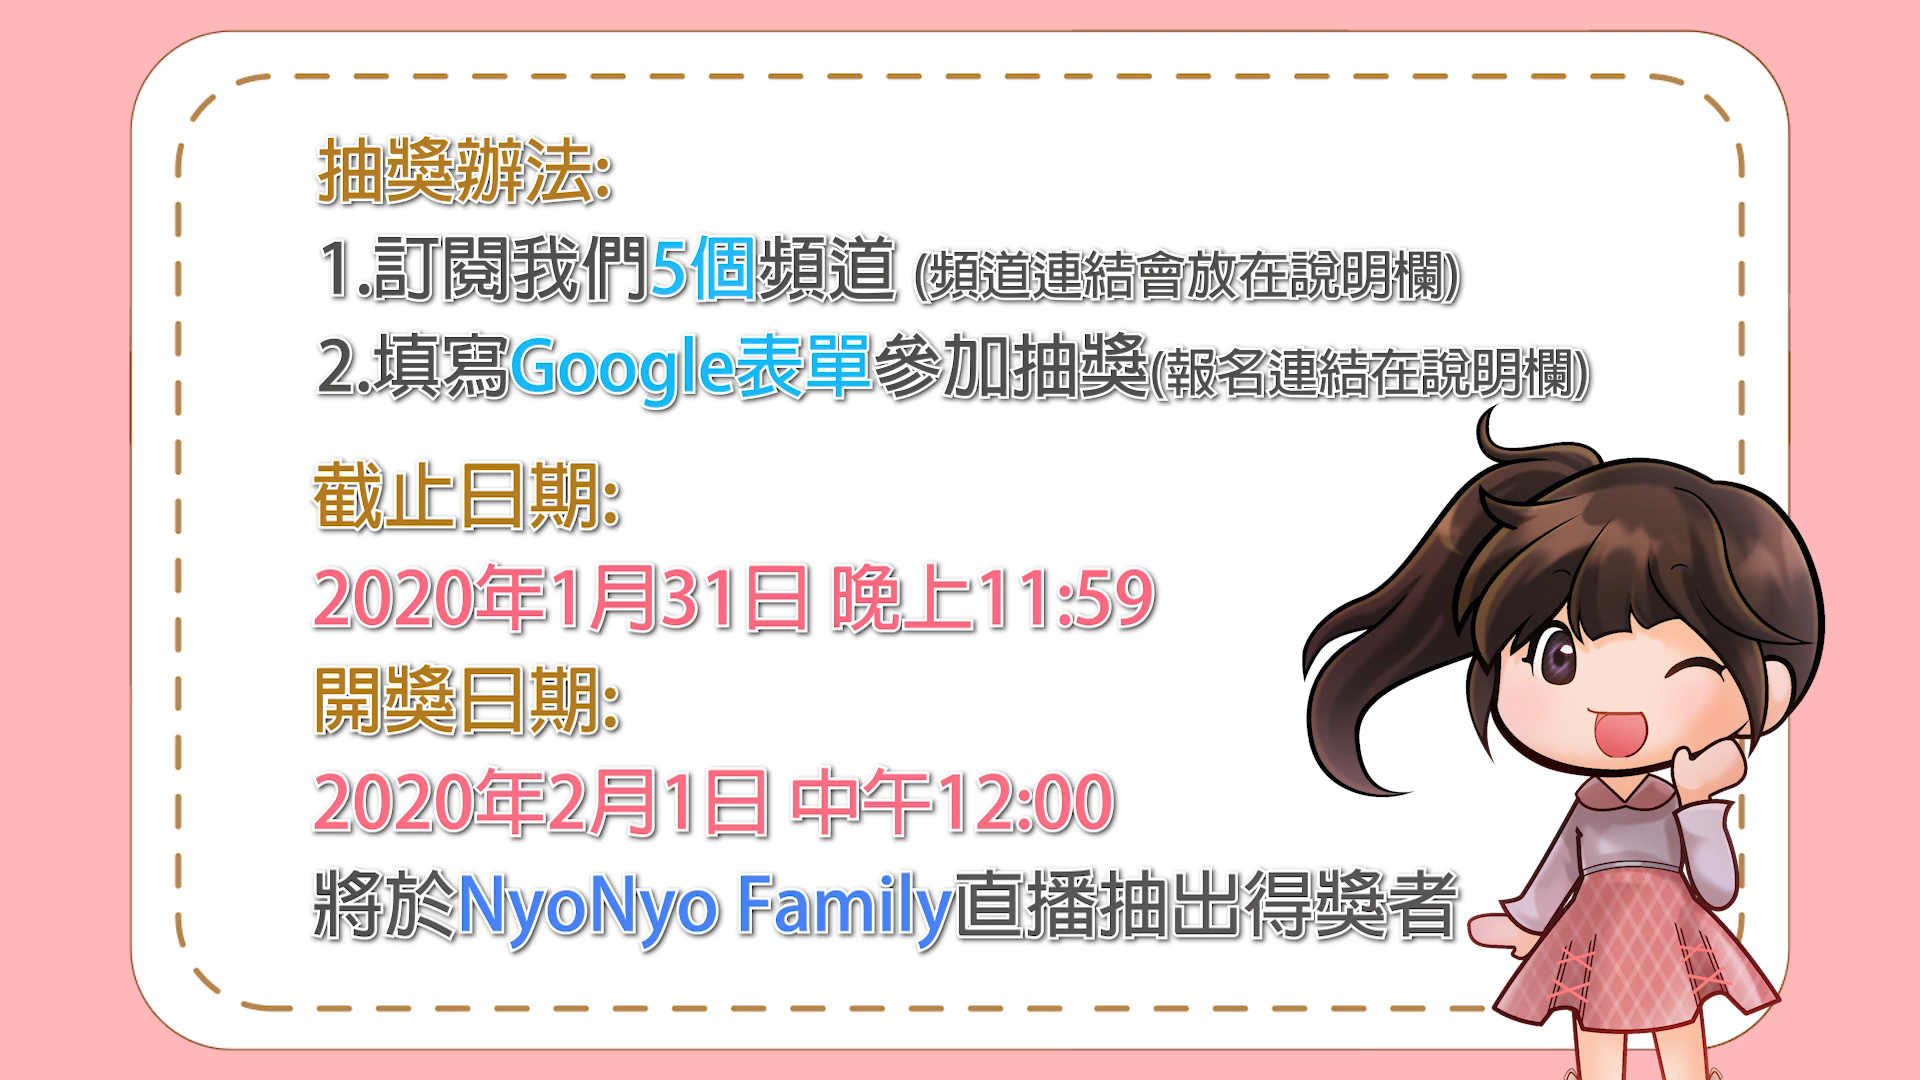 抽獎辦法:
1.訂閱我們5個頻道 (頻道連結會放在說明欄)
2.填寫Google表單參加抽獎(報名連結在說明欄)
截止日期:
2020年1月31日 晚上11:59
開獎日期:
2020年2月1日 中午12:00
將於NyoNyo Family直播抽出得獎者